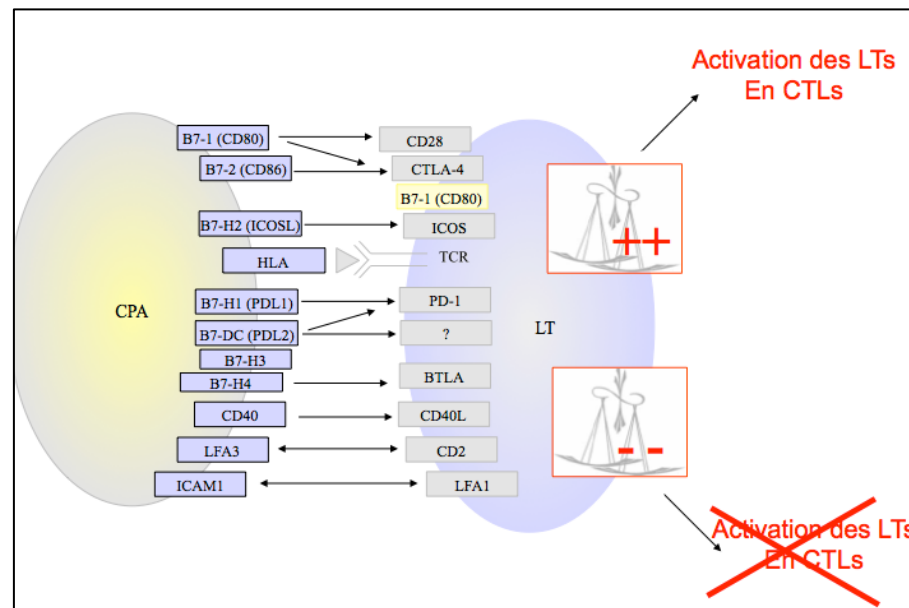 Activation des LTs
En CTLs
B7-1 (CD80)
CD28
B7-2 (CD86)
CTLA-4
B7-1 (CD80)
B7-H2 (ICOSL)
ICOS
HLA
TCR
++
B7-H1 (PDL1)
PD-1
CPA
B7-DC (PDL2)
?
LT
B7-H3
B7-H4
BTLA
CD40
CD40L
LFA3
CD2
- -
ICAM1
LFA1
Activation des LTs
En CTLs